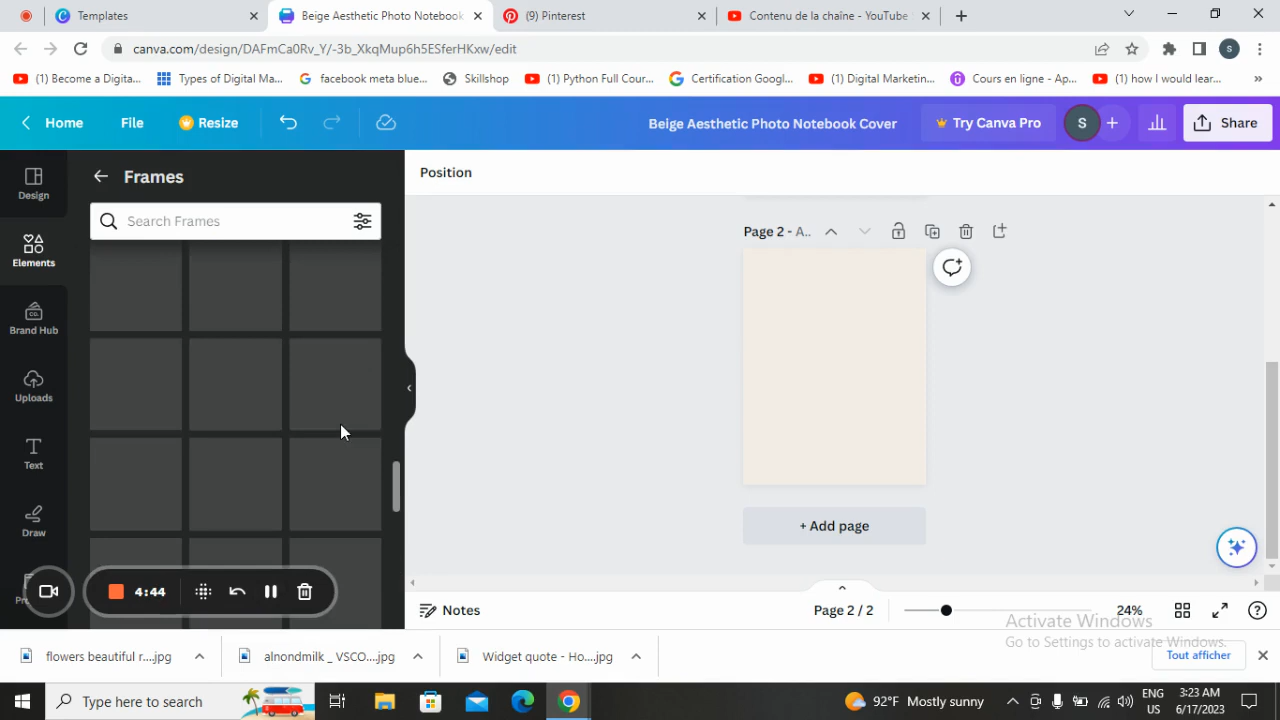 Templates
Beige Aesthetic Photo Notebook
(9) Pinterest
Contenu de la chaîne - YouTube
canva.com/design/DAFmCa0Rv_Y/-3b_XkqMup6h5ESferHKxw/edit
S
(1) Become a Digita...
Types of Digital Ma...
facebook meta blue...
Skillshop
(1) Python Full Cour...
Certification Googl...
(1) Digital Marketin...
Cours en ligne - Ap...
(1) how I would lear...
»
Home
File
Resize
Beige Aesthetic Photo Notebook Cover
Try Canva Pro
S
Share
Design
Elements
Brand Hub
Uploads
Text
Draw
Frames
Search Frames
Position
Page 2 - A..
+ Add page
4:44
Notes
Page 2 / 2
24%
Activate Windows
Go to Settings to activate Windows.
flowers beautiful r....jpg
alnondmilk _ VSCO....jpg
Widget quote - Ho....jpg
Tout afficher
Type here to search
92°F Mostly sunny
ENG
US
3:23 AM
6/17/2023